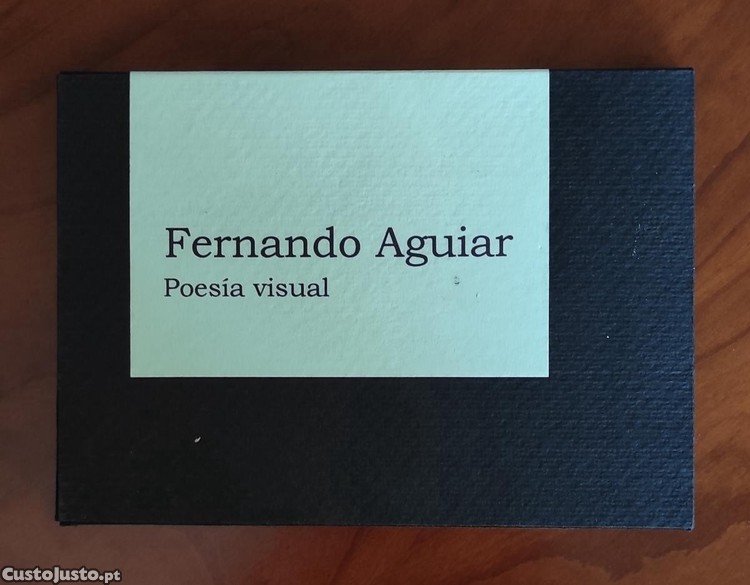 Fernando Aguiar
Poesía visual
CustoJusto.pt